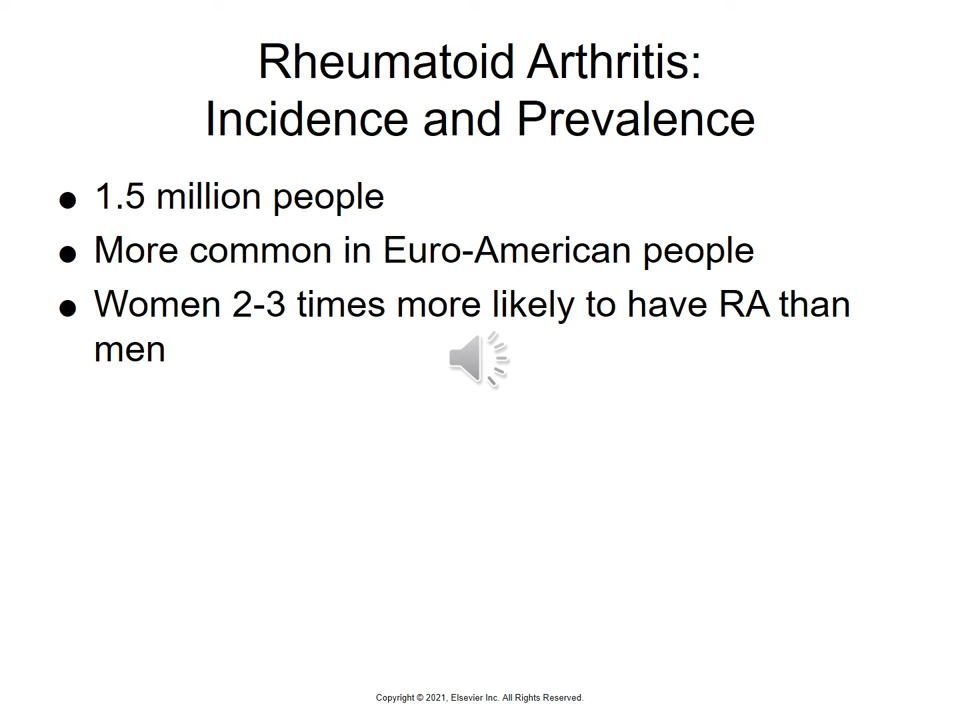 Rheumatoid Arthritis:
Incidence and Prevalence
● 1.5 million people
● More common in Euro-American people
● Women 2-3 times more likely to have RA than
men
Copyright © 2021, Elsevier Inc. All Rights Reserved.